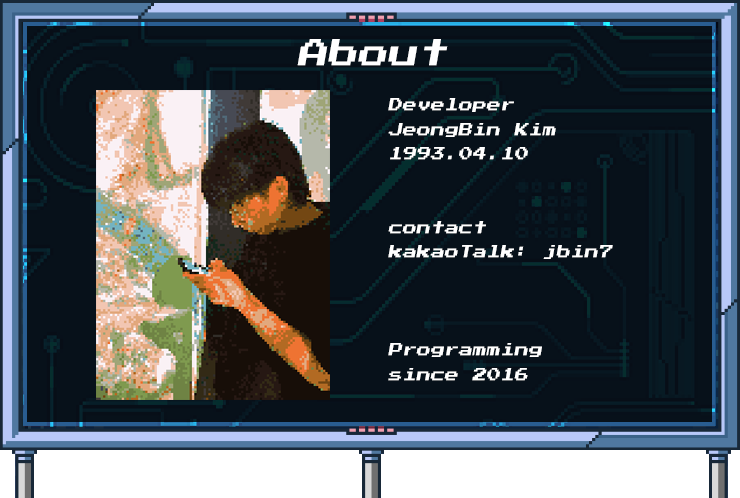 About
Developer
JeongBin Kim
1993.04.10
contact
kakaoTalk: jbin7
Programming
since 2016